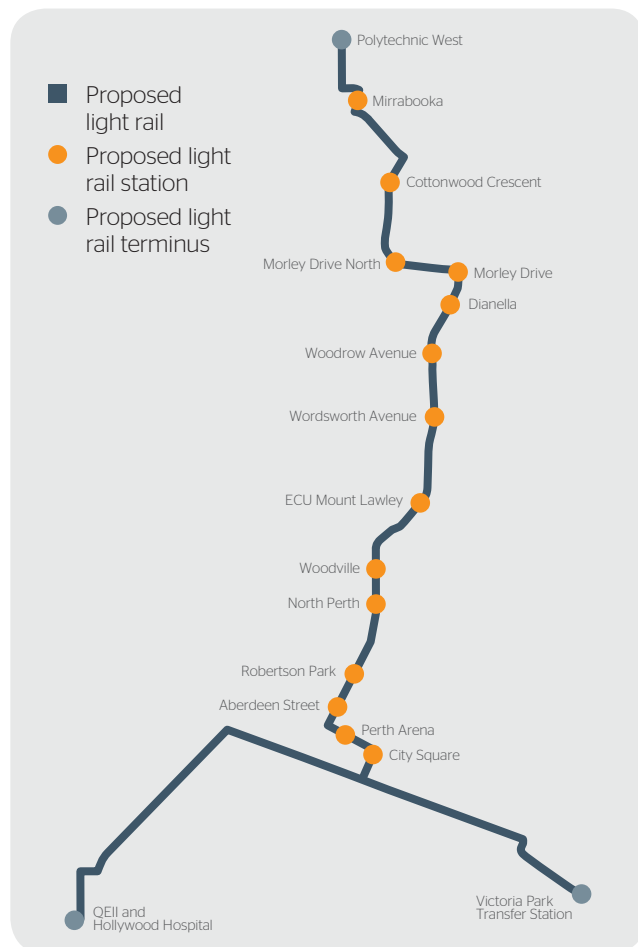 Polytechnic West
Proposed
light rail
Mirrabooka
Proposed light
rail station
Cottonwood Crescent
Proposed light
rail terminus
Morley Drive North
Morley Drive
Dianella
Woodrow Avenue
Wordsworth Avenue
ECU Mount Lawley
Woodville
North Perth
Robertson Park
Aberdeen Street
Perth Arena
City Square
QEII and
Hollywood Hospital
Victoria Park
Transfer Station